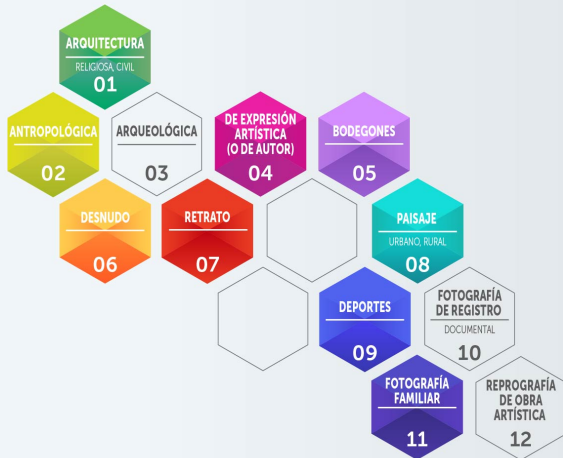 ARQUITECTURA
RELIGIOSA, CIVIL
01
ANTROPOLÓGICA
02
ARQUEOLÓGICA
03
DE EXPRESIÓN
ARTÍSTICA
(O DE AUTOR)
04
BODEGONES
05
DESNUDO
06
RETRATO
07
PAISAJE
URBANO, RURAL
08
DEPORTES
09
FOTOGRAFÍA
DE REGISTRO
DOCUMENTAL
10
FOTOGRAFÍA
FAMILIAR
11
REPROGRAFÍA
DE OBRA
ARTÍSTICA
12